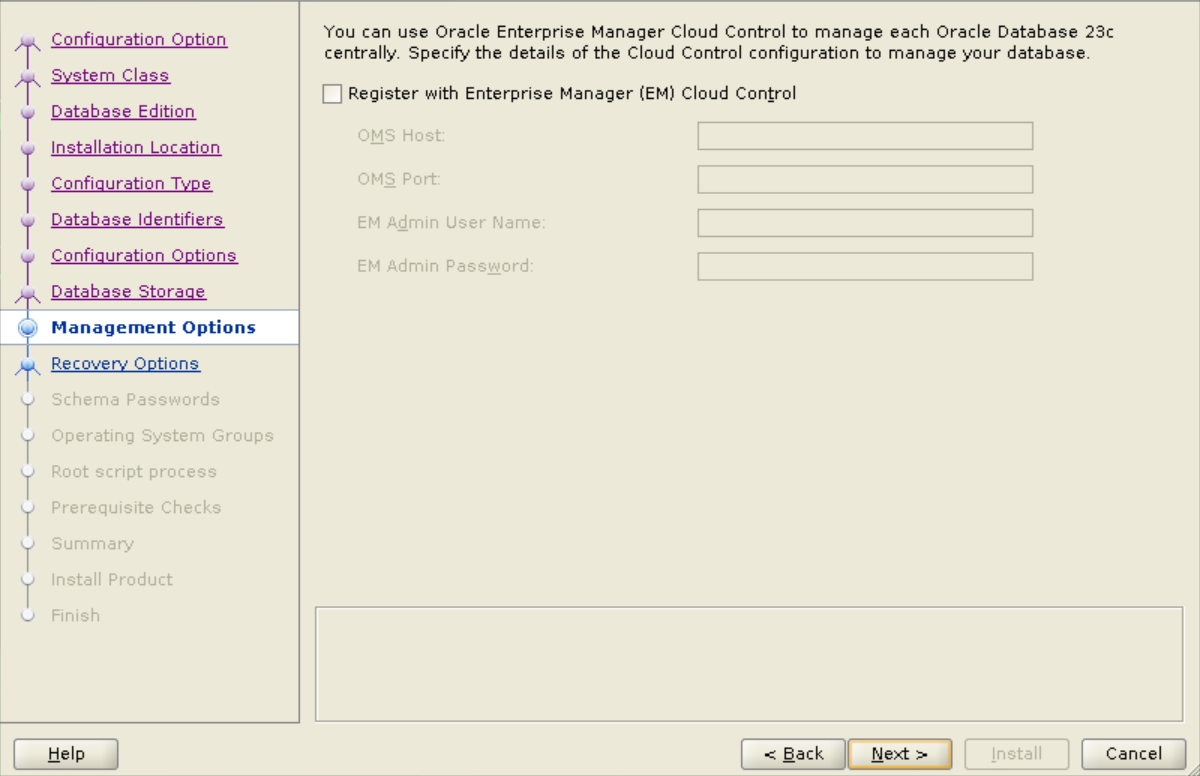 Configuration Option
System Class
Database Edition
Installation Location
Configuration Type
Database Identifiers
Configuration Options
Database Storage
Management Options
Recovery Options
Schema Passwords
Operating System Groups
Root script process
Prerequisite Checks
Summary
Install Product
Finish
You can use Oracle Enterprise Manager Cloud Control to manage each Oracle Database 23c
centrally. Specify the details of the Cloud Control configuration to manage your database.
Register with Enterprise Manager (EM) Cloud Control
OMS Host:
OMS Port:
EM Admin User Name:
EM Admin Password:
Help
< Back
Next >
Install
Cancel